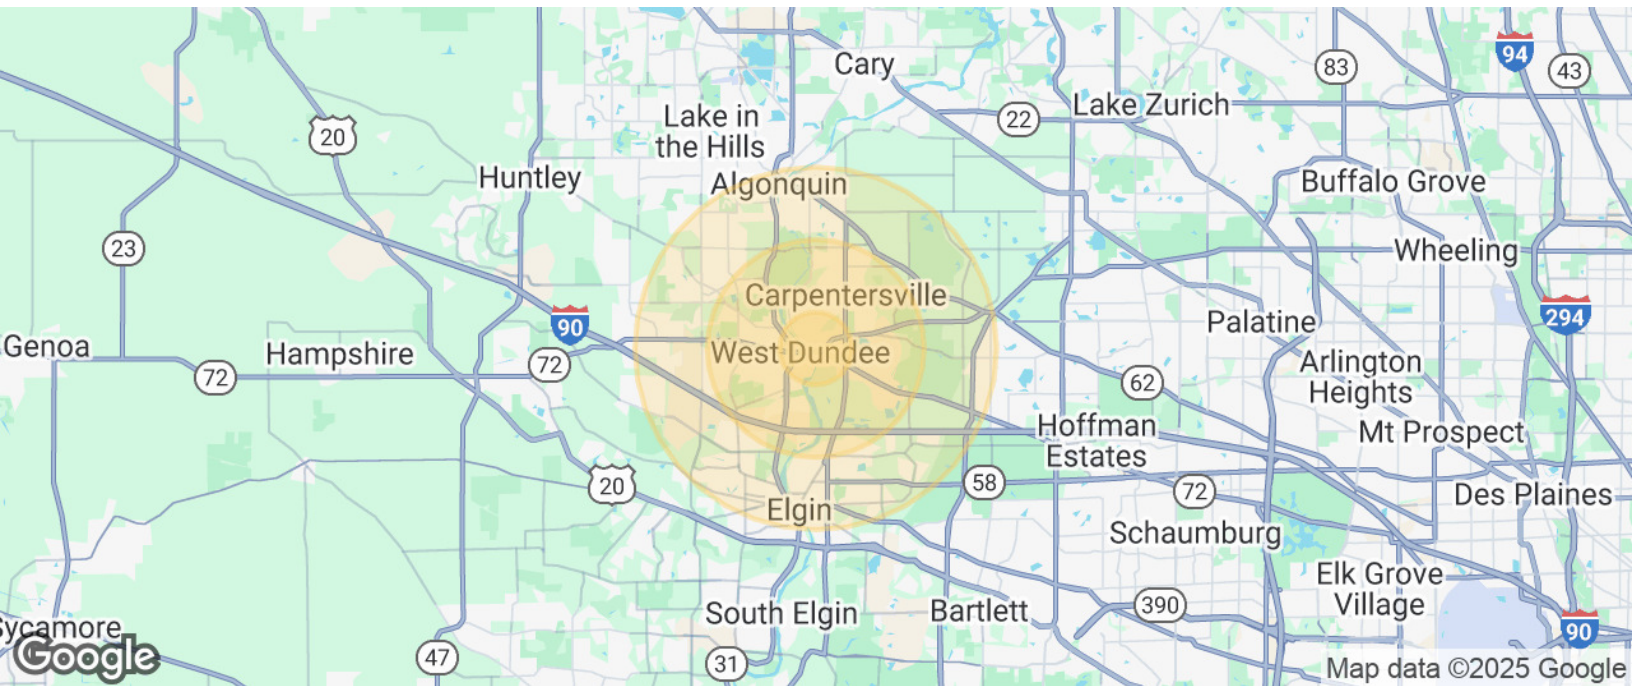 94
Cary
83
43
Lake Zurich
Lake in
the Hills
22
20
Huntley
Algonquin
Buffalo Grove
23
Wheeling
Carpentersville
90
294
Palatine
Genoa
Hampshire
West Dundee
72
72
Arlington
Heights
62
Hoffman
Estates
Mt Prospect
20
58
72
Des Plaines
Elgin
Schaumburg
Elk Grove
Village
390
South Elgin
Bartlett
Sycamore
90
47
31
Google
Map data ©2025 Google